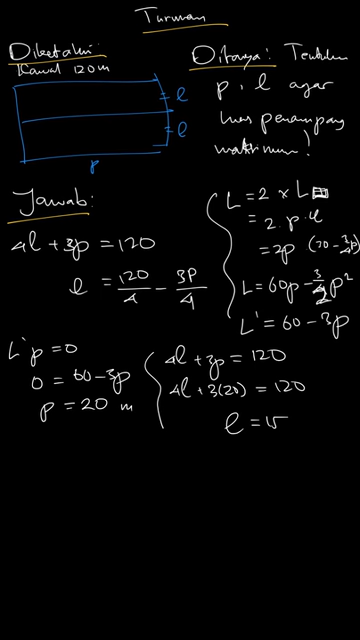 Turunan
Diketahui:
Kawat 120 m
l
l
p
Ditanya: Tentukan
p, l agar
luas penampang
maksimum!
Jawab:
4l + 3p = 120
l = 120/4 - 3p/4
L = 2 × L
= 2 . p . l
= 2p (30 - 3/4 p)
L = 60p - 3/2 p²
L' = 60 - 3p
L' p = 0
0 = 60 - 3p
p = 20 m
4l + 3p = 120
4l + 3(20) = 120
l = 15